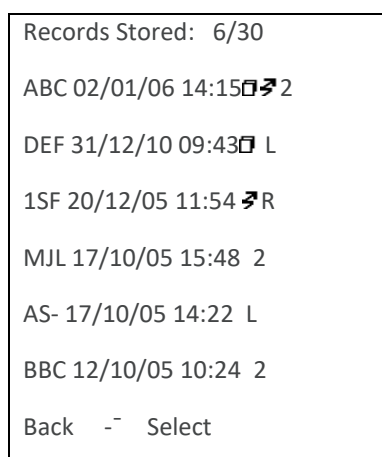 Records Stored: 6/30
ABC 02/01/06 14:15 2
DEF 31/12/10 09:43 L
1SF 20/12/05 11:54 R
MJL 17/10/05 15:48 2
AS- 17/10/05 14:22 L
BBC 12/10/05 10:24 2
Back -¯ Select